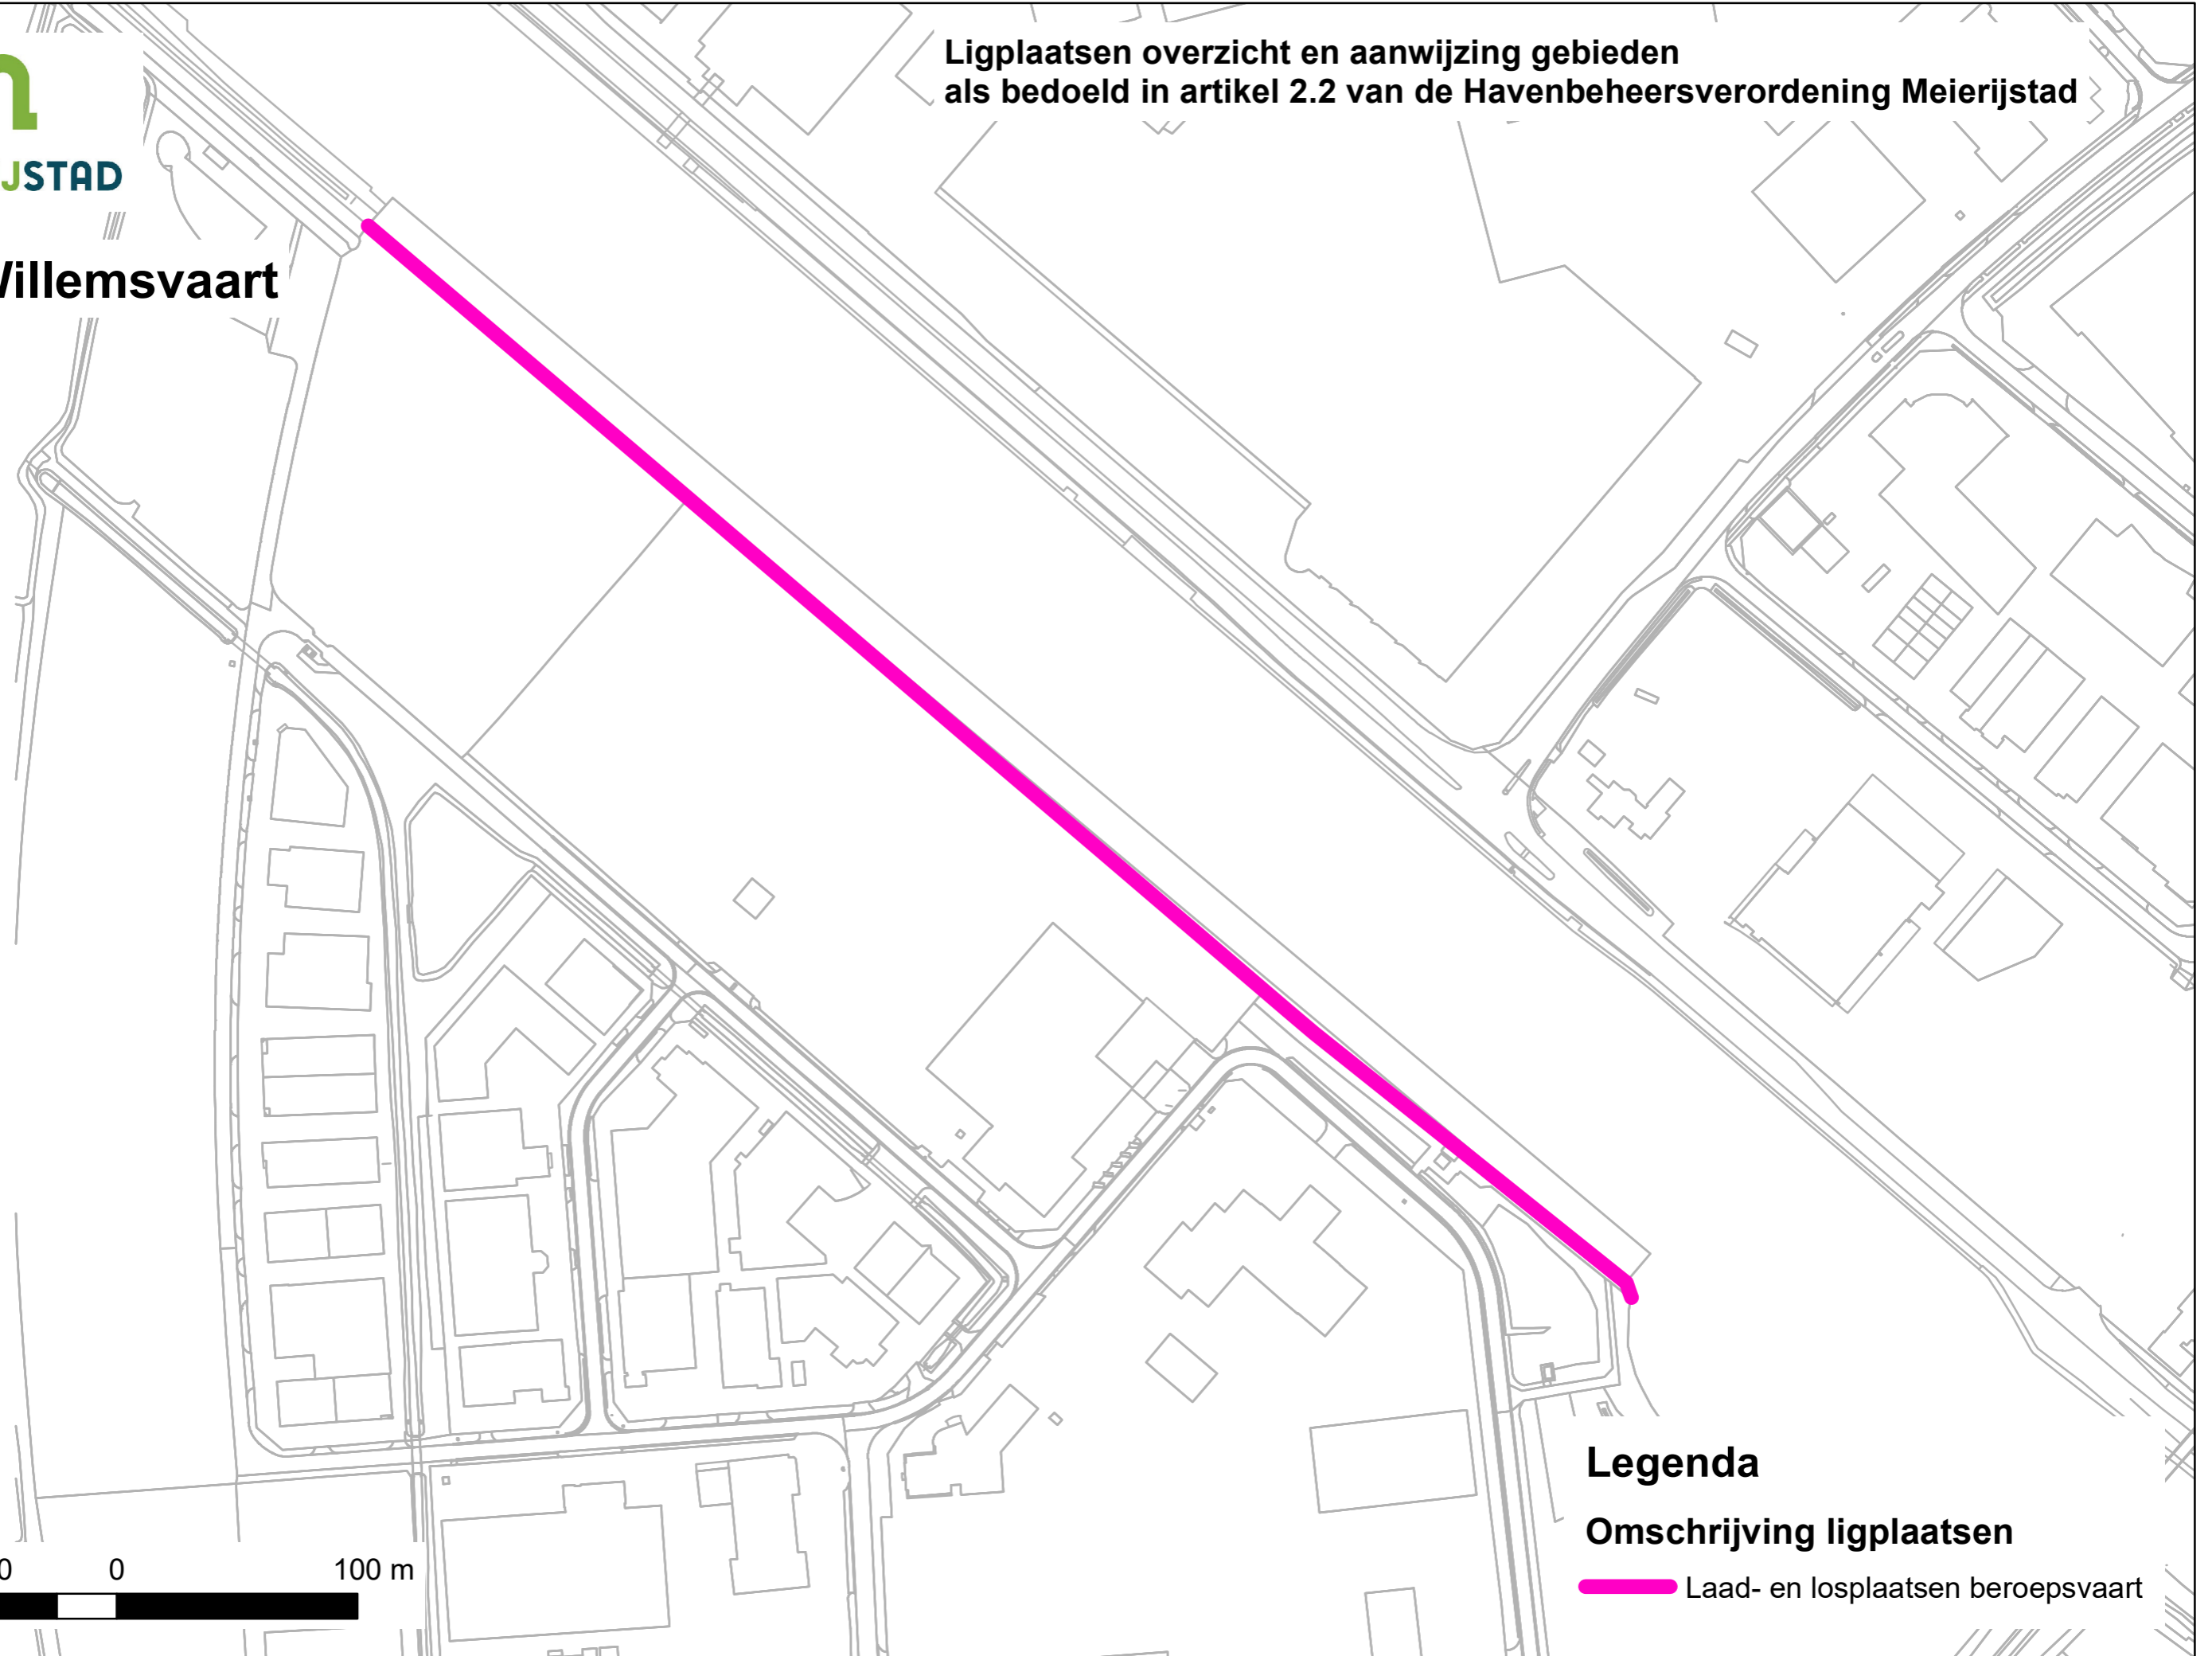 Ligplaatsen overzicht en aanwijzing gebieden
als bedoeld in artikel 2.2 van de Havenbeheersverordening Meierijstad
JSTAD
Willemsvaart
Legenda
Omschrijving ligplaatsen
Laad- en losplaatsen beroepsvaart
0 0 100 m